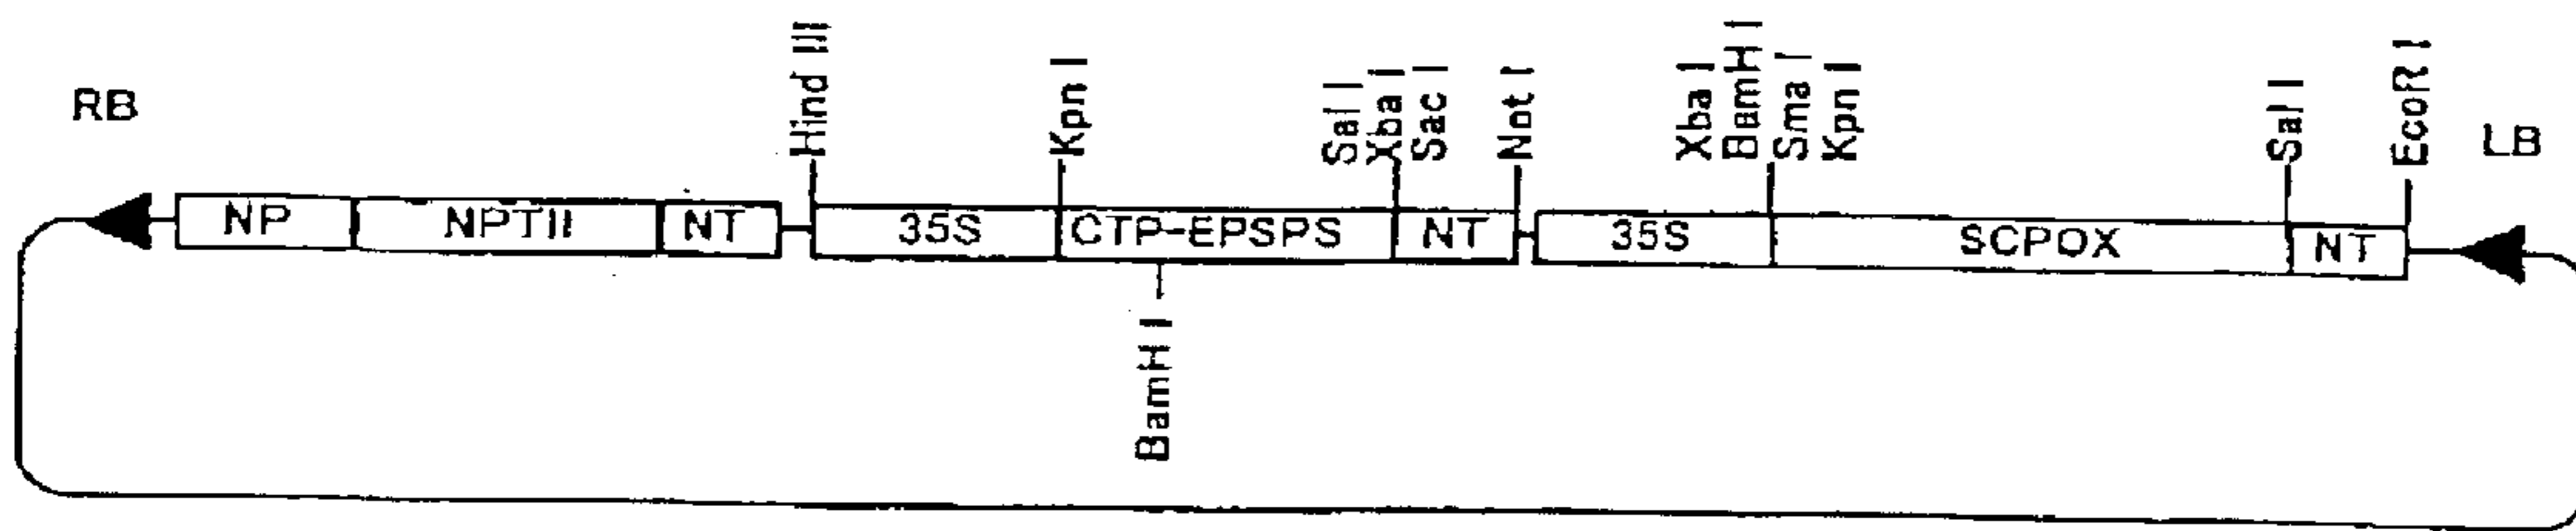 RB
Hind III
Kpn I
Sal I
Xba I
Sac I
Not I
Xba I
BamH I
Sma I
Kpn I
Sal I
EcoR I
LB
NP
NPTII
NT
35S
CTP-EPSPS
NT
35S
SCPOX
NT
BamH I